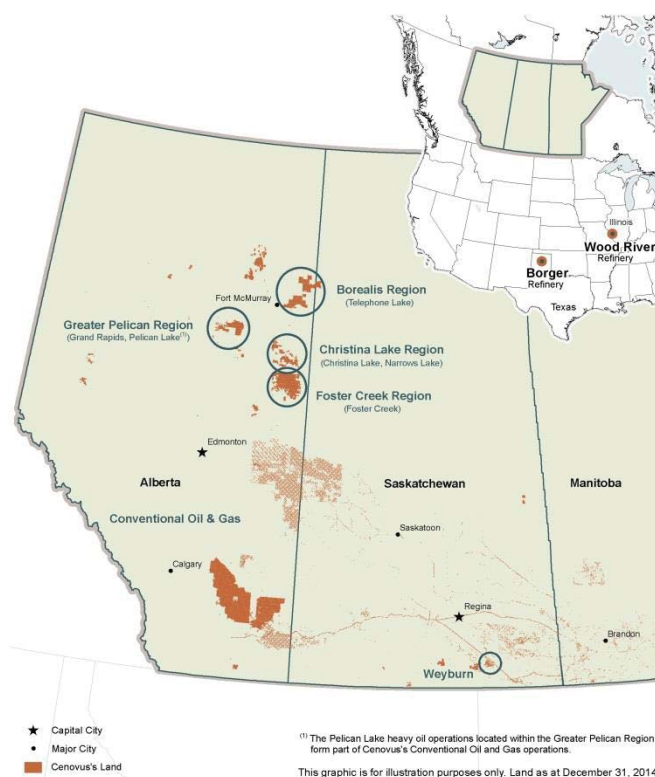 Illinois
Wood River
Refinery
Borger
Refinery
Texas
Borealis Region
(Telephone Lake)
Fort McMurray
Greater Pelican Region
(Grand Rapids, Pelican Lake(1))
Christina Lake Region
(Christina Lake, Narrows Lake)
Foster Creek Region
(Foster Creek)
Edmonton
Alberta
Saskatchewan
Manitoba
Conventional Oil & Gas
Saskatoon
Calgary
Regina
Brandon
Weyburn
Capital City
Major City
Cenovus's Land
(1) The Pelican Lake heavy oil operations located within the Greater Pelican Region
form part of Cenovus's Conventional Oil and Gas operations.
This graphic is for illustration purposes only. Land as at December 31, 2014